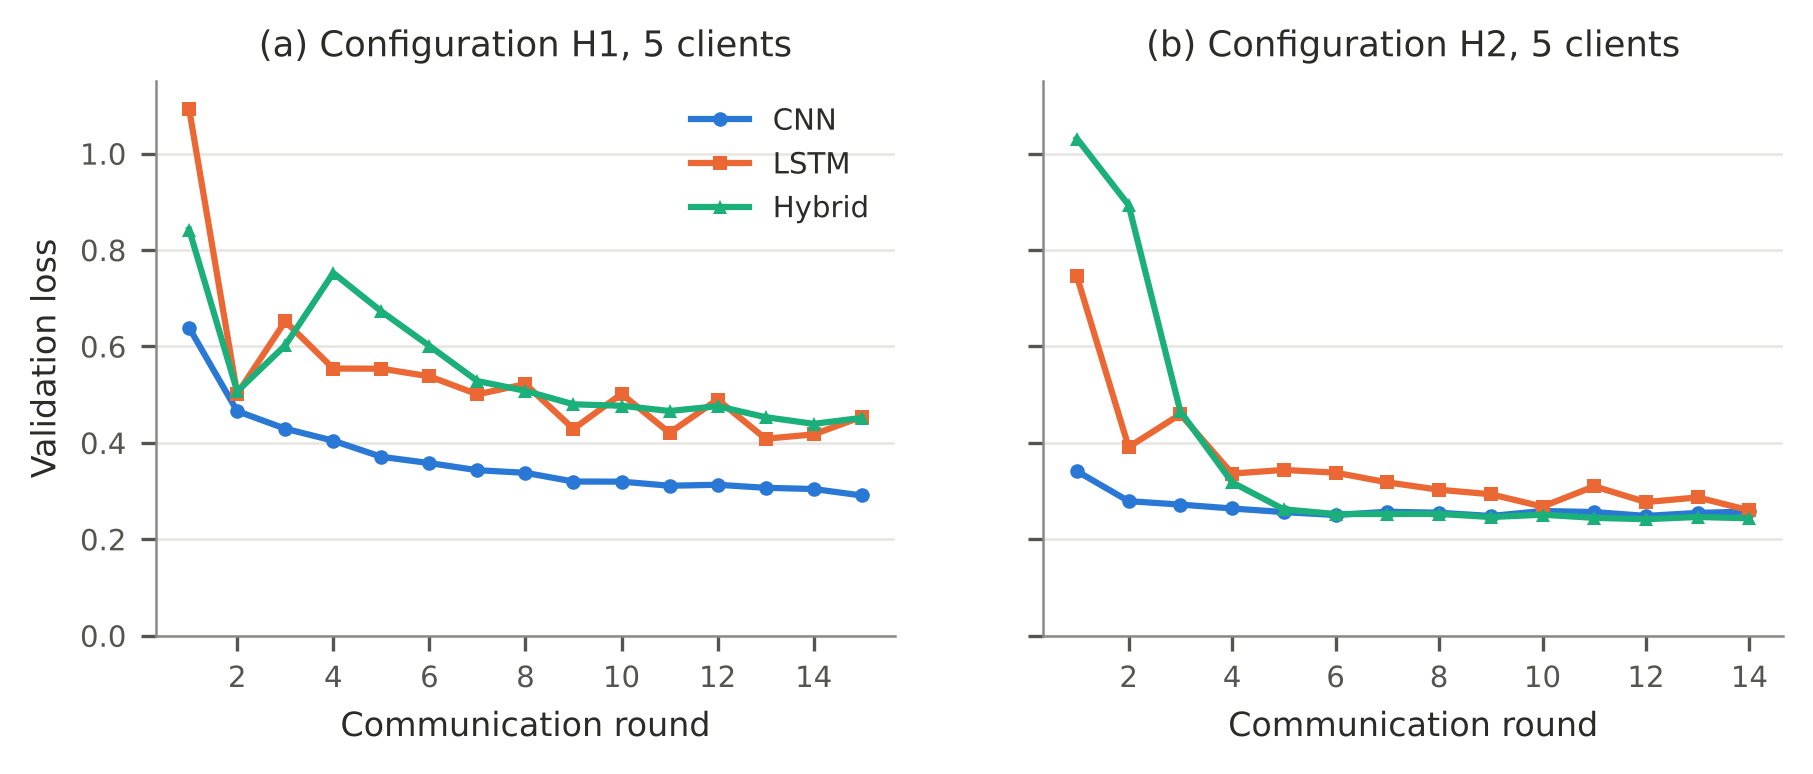 (a) Configuration H1, 5 clients
(b) Configuration H2, 5 clients
CNN
LSTM
Hybrid
Validation loss
1.0
0.8
0.6
0.4
0.2
0.0
2 4 6 8 10 12 14
2 4 6 8 10 12 14
Communication round
Communication round